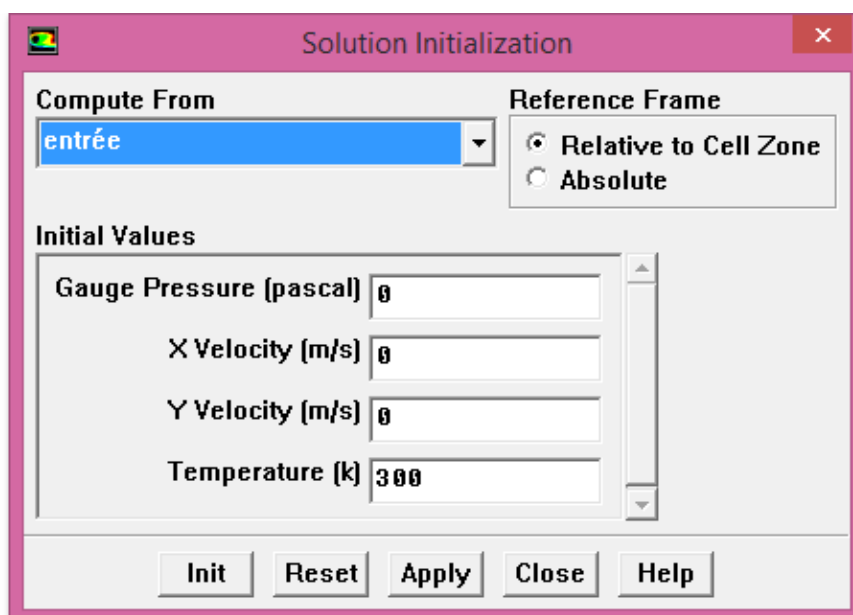 Solution Initialization
×
Compute From
Reference Frame
entrée
Relative to Cell Zone
Absolute
Initial Values
Gauge Pressure (pascal) 0
X Velocity (m/s) 0
Y Velocity (m/s) 0
Temperature (k) 300
Init Reset Apply Close Help